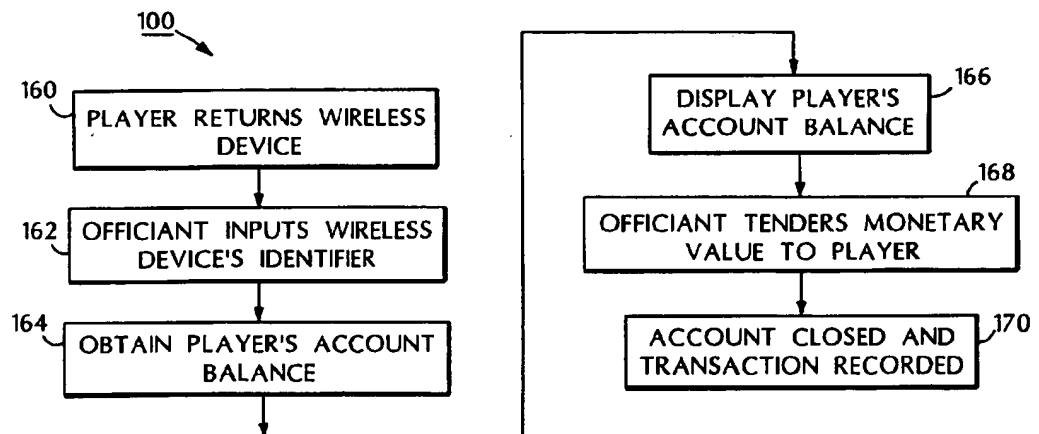 100
160
PLAYER RETURNS WIRELESS
DEVICE
162
OFFICIANT INPUTS WIRELESS
DEVICE'S IDENTIFIER
164
OBTAIN PLAYER'S ACCOUNT
BALANCE
166
DISPLAY PLAYER'S
ACCOUNT BALANCE
168
OFFICIANT TENDERS MONETARY
VALUE TO PLAYER
170
ACCOUNT CLOSED AND
TRANSACTION RECORDED